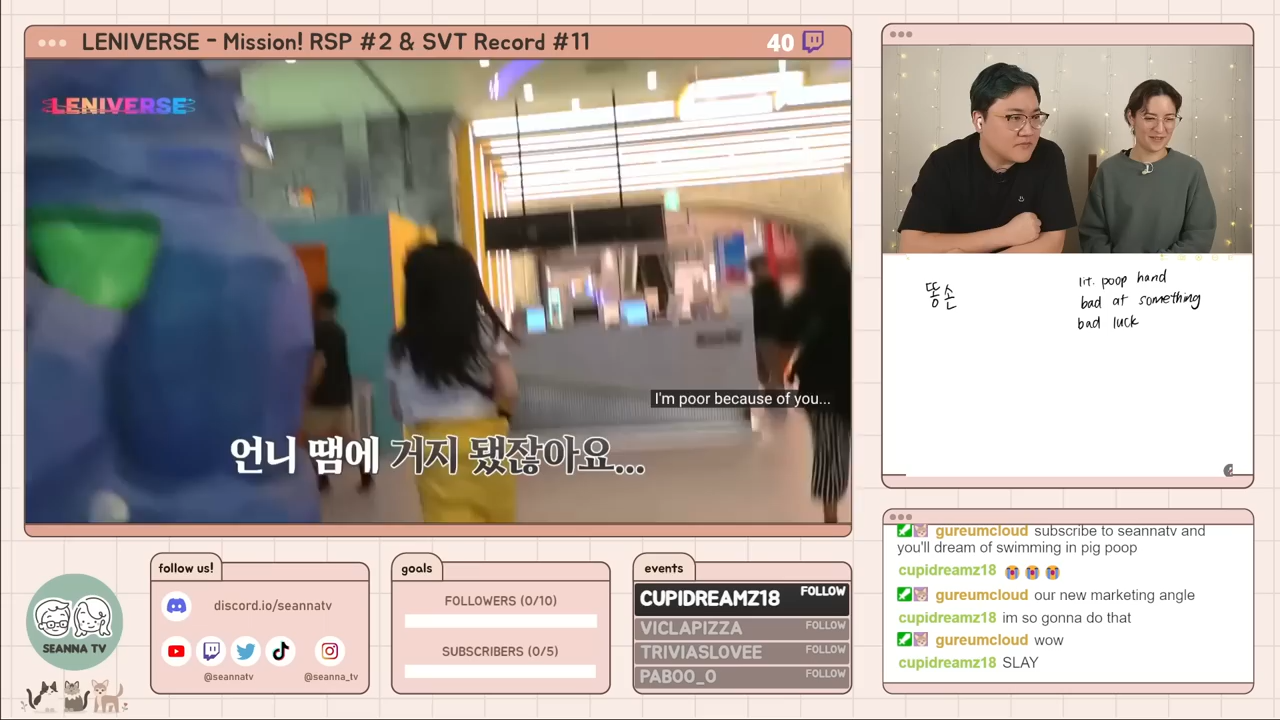 LENIVERSE - Mission! RSP #2 & SVT Record #11
40
LENIVERSE
I'm poor because of you...
언니 땜에 거지 됐잖아요...
똥손
lit. poop hand
bad at something
bad luck
gureumcloud subscribe to seannatv and
you'll dream of swimming in pig poop
cupidreamz18
gureumcloud our new marketing angle
cupidreamz18 im so gonna do that
gureumcloud wow
cupidreamz18 SLAY
SEANNA TV
follow us!
discord.io/seannatv
@seannatv
@seanna_tv
goals
FOLLOWERS (0/10)
SUBSCRIBERS (0/5)
events
CUPIDREAMZ18 FOLLOW
VICLAPIZZA FOLLOW
TRIVIASLOVEE FOLLOW
PABOO_O FOLLOW